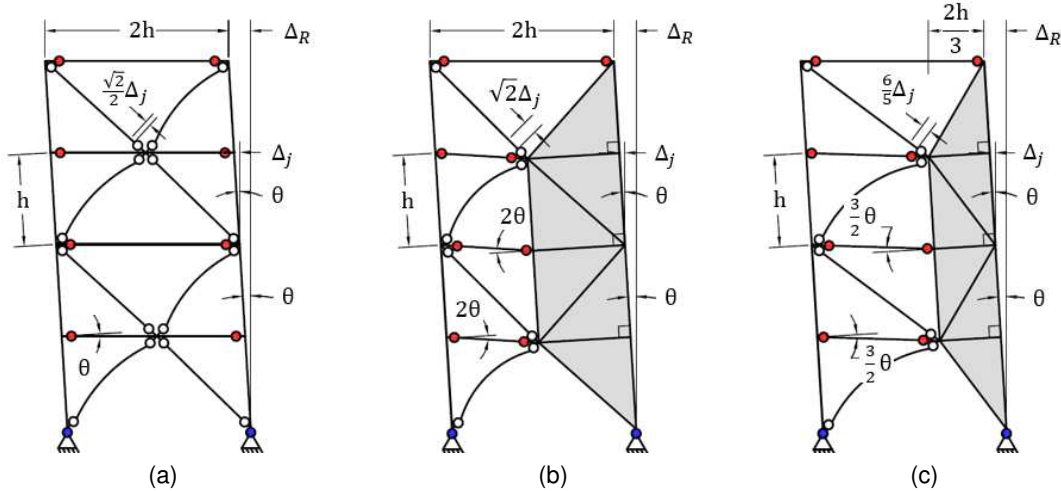 2h
Δ_R
√2/2 Δ_j
Δ_j
h
θ
θ
θ
(a)
2h
Δ_R
√2Δ_j
Δ_j
h
θ
2θ
2θ
θ
(b)
2h/3
Δ_R
6/5 Δ_j
Δ_j
h
θ
3/2 θ
θ
3/2 θ
(c)